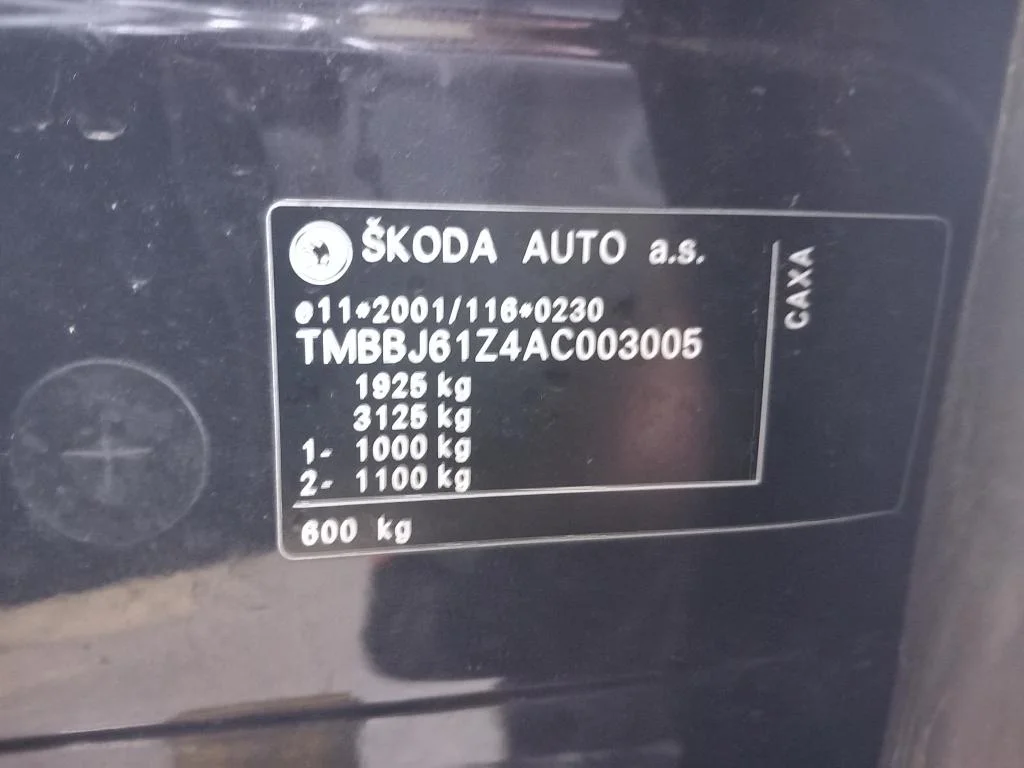 ŠKODA AUTO a.s.
e11*2001/116*0230
TMBBJ61Z4AC003005
1925 kg
3125 kg
1- 1000 kg
2- 1100 kg
600 kg
CAXA